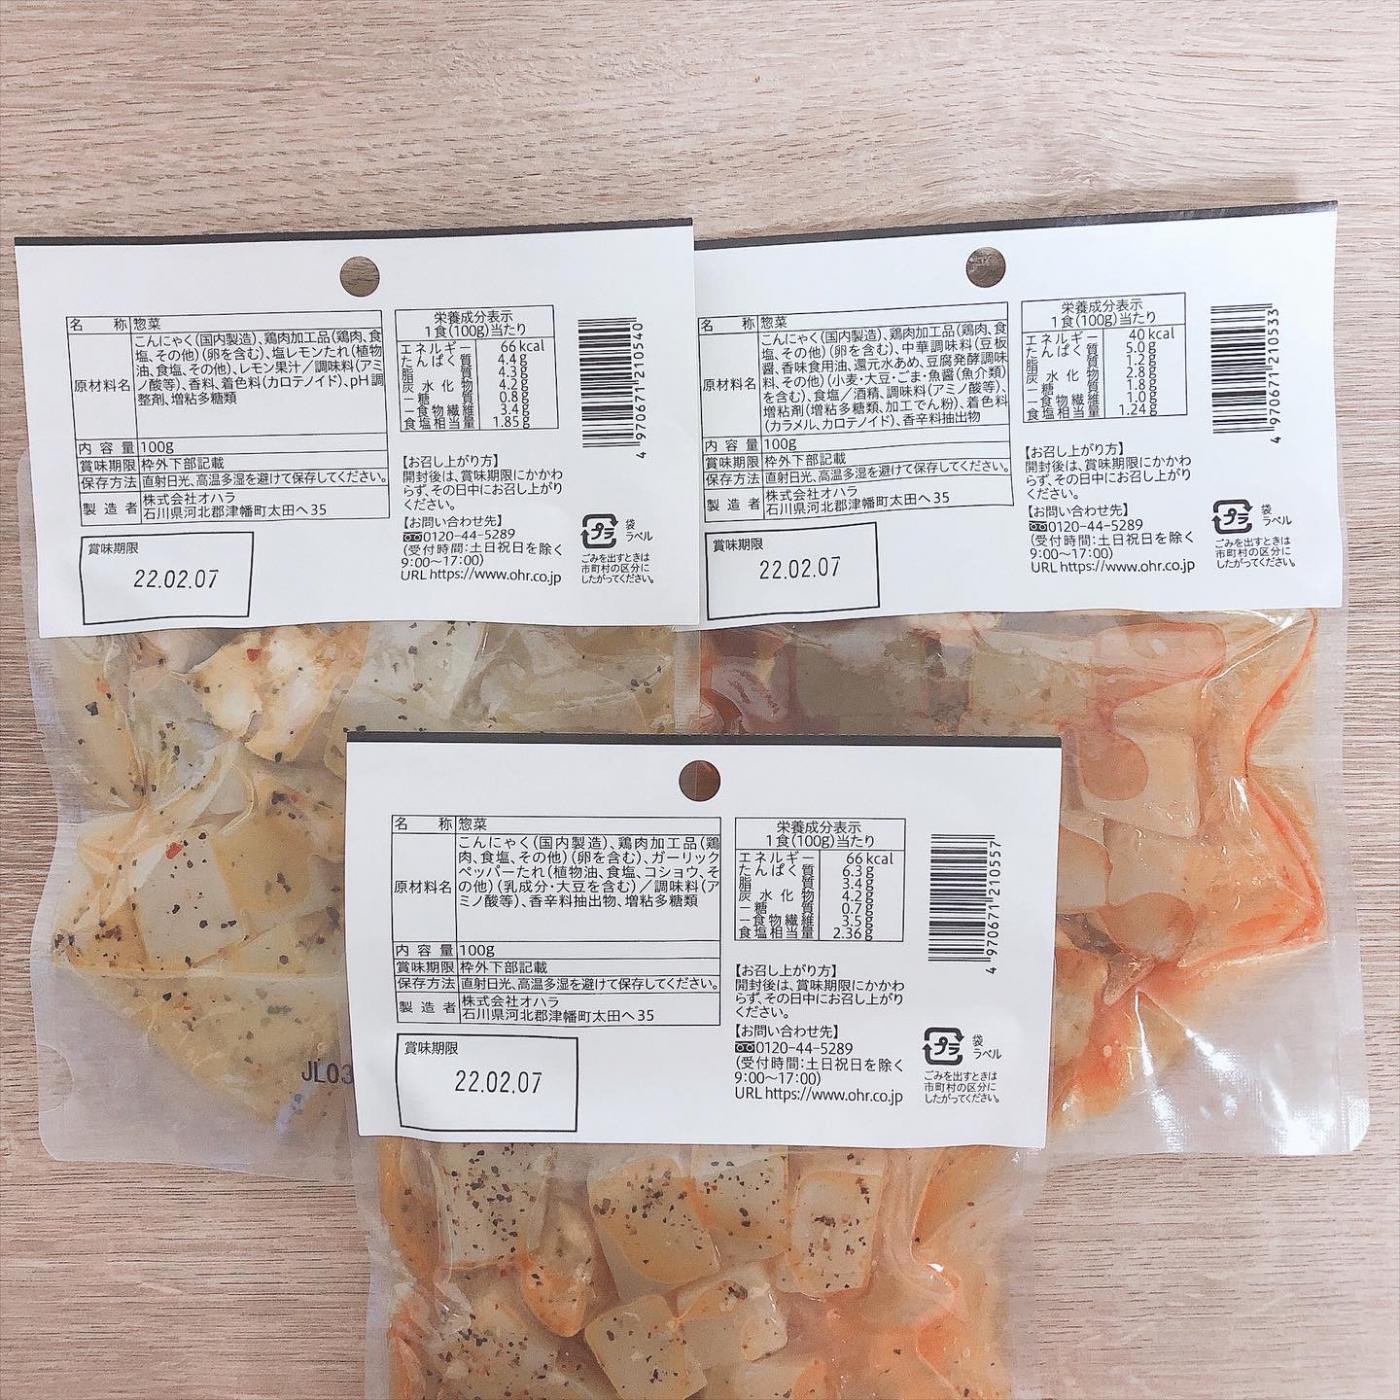 名称 惣菜
原材料名 こんにゃく(国内製造)、鶏肉加工品(鶏肉、食
塩、その他)(卵を含む)、塩レモンたれ(植物
油、食塩、その他)、レモン果汁／調味料(アミ
ノ酸等)、香料、着色料(カロテノイド)、pH調
整剤、増粘多糖類
内容量 100g
賞味期限 枠外下部記載
保存方法 直射日光、高温多湿を避けて保存してください。
製造者 株式会社オハラ
石川県河北郡津幡町太田ヘ35
賞味期限
22.02.07
栄養成分表示
1食(100g)当たり
エネルギー 66kcal
たんぱく質 4.4g
脂質 4.3g
炭水化物 4.2g
－糖質 0.8g
－食物繊維 3.4g
食塩相当量 1.85g
【お召し上がり方】
開封後は、賞味期限にかかわ
らず、その日中にお召し上がり
ください。
【お問い合わせ先】
0120-44-5289
(受付時間:土日祝日を除く
9:00〜17:00)
URL https://www.ohr.co.jp
4 970671 210540
プラ
袋
ラベル
ごみを出すときは
市町村の区分に
したがってください。
名称 惣菜
原材料名 こんにゃく(国内製造)、鶏肉加工品(鶏肉、食
塩、その他)(卵を含む)、中華調味料(豆板
醤、香味食用油、還元水あめ、豆腐発酵調味
料、その他)(小麦・大豆・ごま・魚醤(魚介類)
を含む)、食塩／酒精、調味料(アミノ酸等)、
増粘剤(増粘多糖類、加工でん粉)、着色料
(カラメル、カロテノイド)、香辛料抽出物
内容量 100g
賞味期限 枠外下部記載
保存方法 直射日光、高温多湿を避けて保存してください。
製造者 株式会社オハラ
石川県河北郡津幡町太田ヘ35
賞味期限
22.02.07
栄養成分表示
1食(100g)当たり
エネルギー 40kcal
たんぱく質 5.0g
脂質 1.2g
炭水化物 2.8g
－糖質 1.8g
－食物繊維 1.0g
食塩相当量 1.24g
【お召し上がり方】
開封後は、賞味期限にかかわ
らず、その日中にお召し上がり
ください。
【お問い合わせ先】
0120-44-5289
(受付時間:土日祝日を除く
9:00〜17:00)
URL https://www.ohr.co.jp
4 970671 210533
プラ
袋
ラベル
ごみを出すときは
市町村の区分に
したがってください。
JL03
名称 惣菜
原材料名 こんにゃく(国内製造)、鶏肉加工品(鶏
肉、食塩、その他)(卵を含む)、ガーリック
ペッパーたれ(植物油、食塩、コショウ、そ
の他)(乳成分・大豆を含む)／調味料(ア
ミノ酸等)、香辛料抽出物、増粘多糖類
内容量 100g
賞味期限 枠外下部記載
保存方法 直射日光、高温多湿を避けて保存してください。
製造者 株式会社オハラ
石川県河北郡津幡町太田ヘ35
賞味期限
22.02.07
栄養成分表示
1食(100g)当たり
エネルギー 66kcal
たんぱく質 6.3g
脂質 3.4g
炭水化物 4.2g
－糖質 0.7g
－食物繊維 3.5g
食塩相当量 2.36g
【お召し上がり方】
開封後は、賞味期限にかかわ
らず、その日中にお召し上がり
ください。
【お問い合わせ先】
0120-44-5289
(受付時間:土日祝日を除く
9:00〜17:00)
URL https://www.ohr.co.jp
4 970671 210557
プラ
袋
ラベル
ごみを出すときは
市町村の区分に
したがってください。